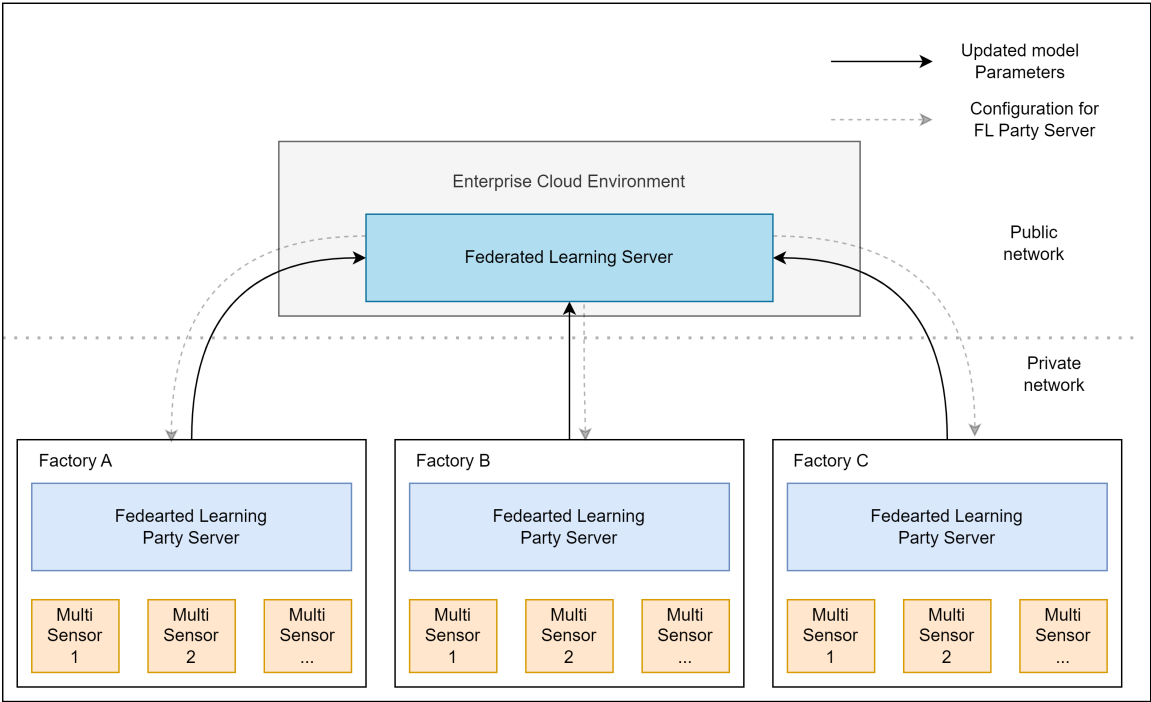 Updated model
Parameters
Configuration for
FL Party Server
Enterprise Cloud Environment
Federated Learning Server
Public
network
Private
network
Factory A
Fedearted Learning
Party Server
Multi
Sensor
1
Multi
Sensor
2
Multi
Sensor
...
Factory B
Fedearted Learning
Party Server
Multi
Sensor
1
Multi
Sensor
2
Multi
Sensor
...
Factory C
Fedearted Learning
Party Server
Multi
Sensor
1
Multi
Sensor
2
Multi
Sensor
...